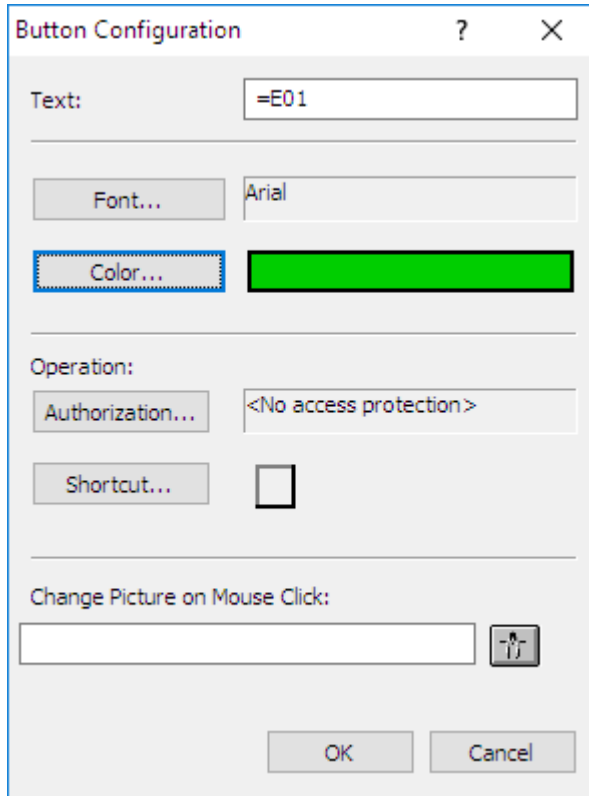 Button Configuration ? ×
Text: =E01
Font... Arial
Color...
Operation:
Authorization... <No access protection>
Shortcut...
Change Picture on Mouse Click:
OK Cancel